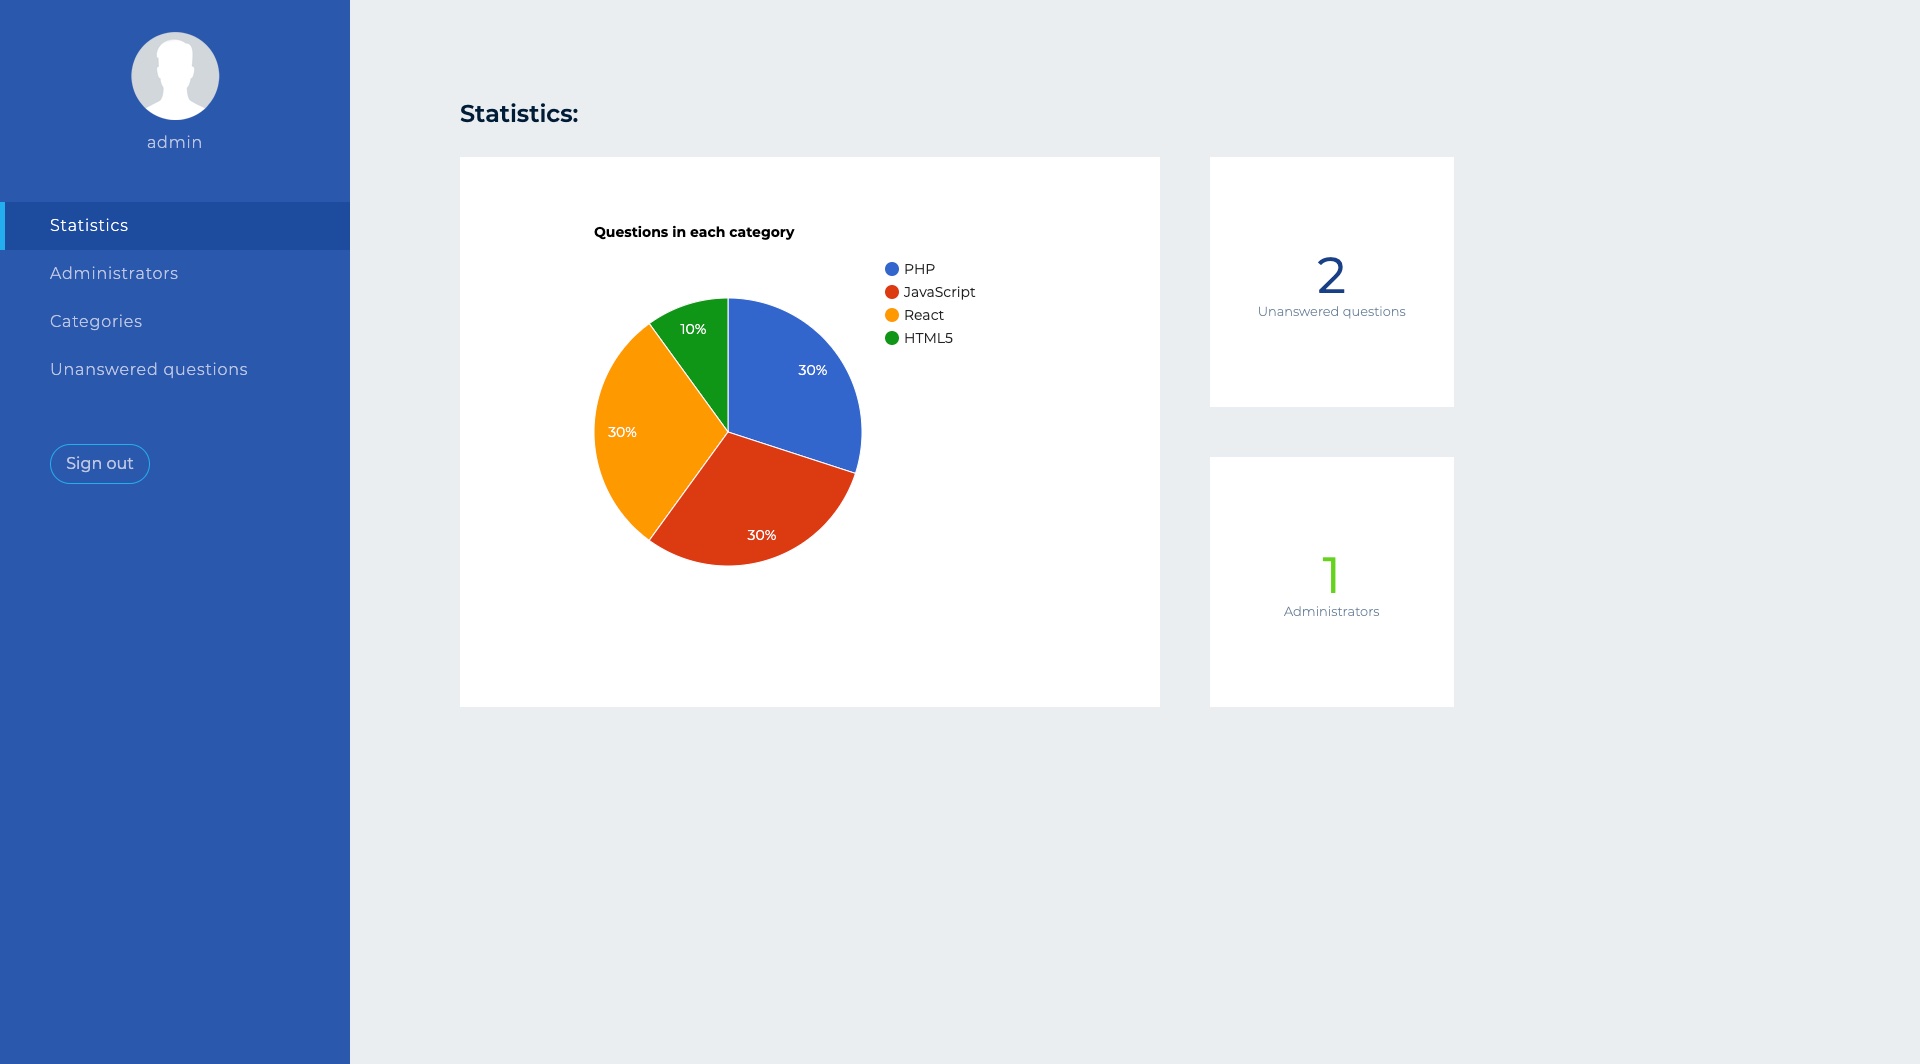 admin
Statistics
Administrators
Categories
Unanswered questions
Sign out
Statistics:
Questions in each category
PHP
JavaScript
React
HTML5
10%
30%
30%
30%
2
Unanswered questions
1
Administrators